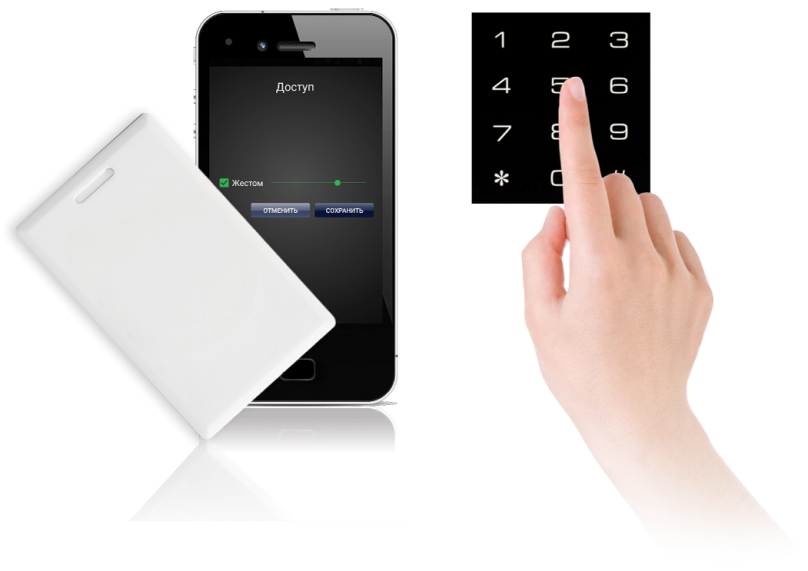 Доступ
Жестом
ОТМЕНИТЬ
СОХРАНИТЬ
1 2 3
4 5 6
7 8 9
* 0 #